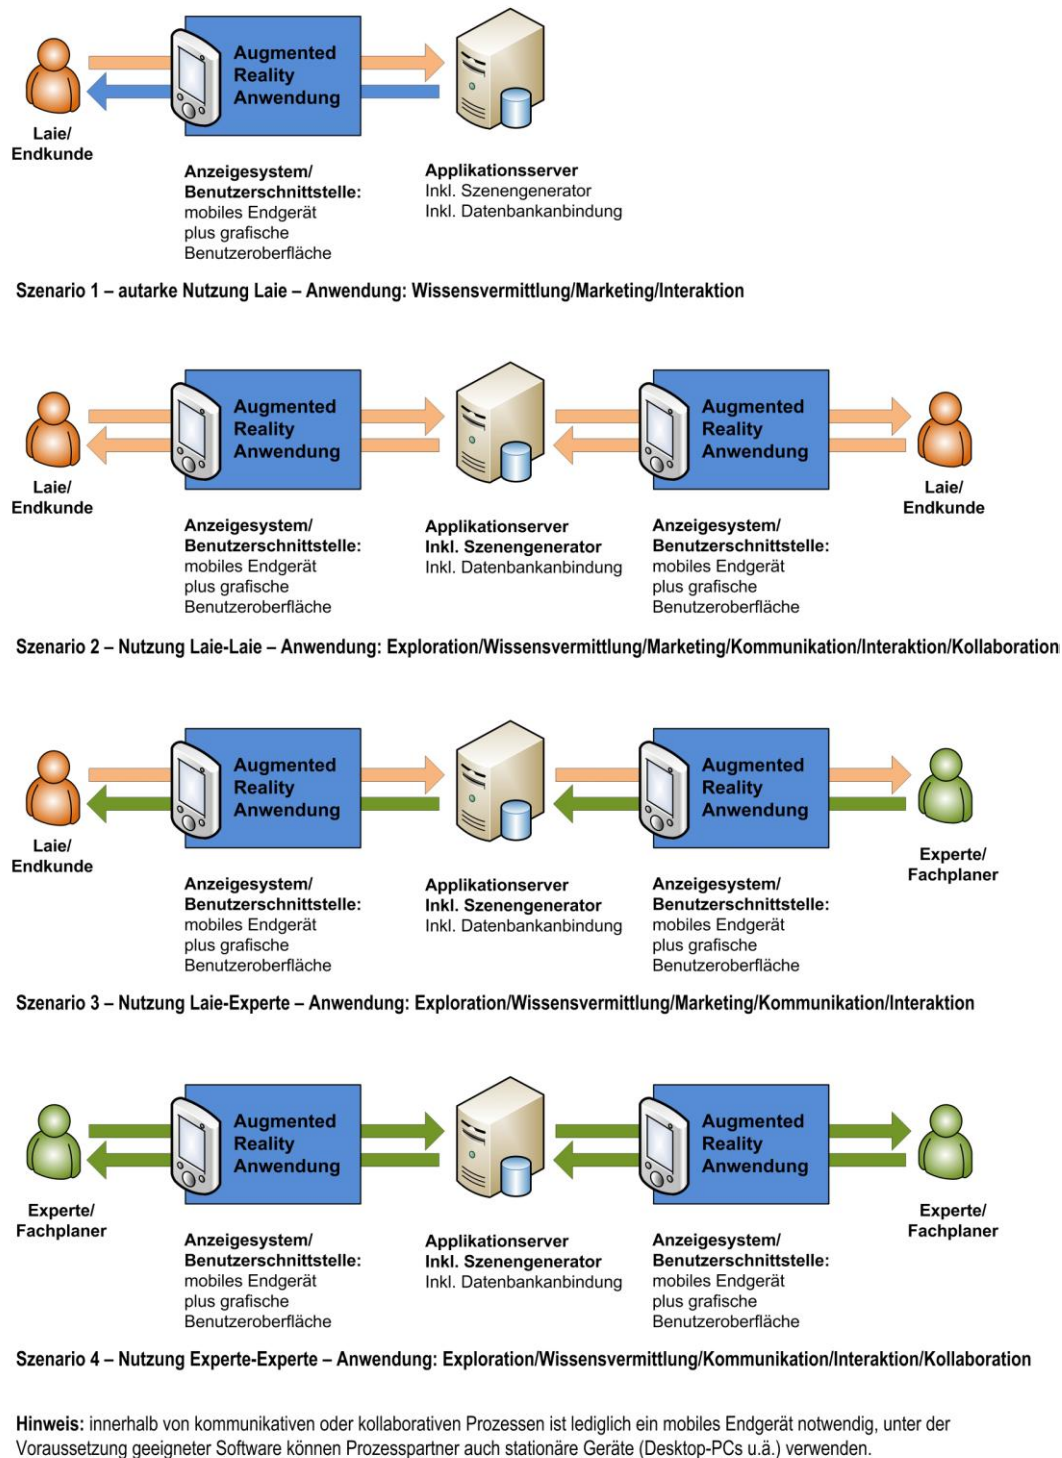 Augmented
Reality
Anwendung
Laie/
Endkunde
Anzeigesystem/
Benutzerschnittstelle:
mobiles Endgerät
plus grafische
Benutzeroberfläche
Applikationsserver
Inkl. Szenengenerator
Inkl. Datenbankanbindung
Szenario 1 – autarke Nutzung Laie – Anwendung: Wissensvermittlung/Marketing/Interaktion
Augmented
Reality
Anwendung
Augmented
Reality
Anwendung
Laie/
Endkunde
Laie/
Endkunde
Anzeigesystem/
Benutzerschnittstelle:
mobiles Endgerät
plus grafische
Benutzeroberfläche
Applikationserver
Inkl. Szenengenerator
Inkl. Datenbankanbindung
Anzeigesystem/
Benutzerschnittstelle:
mobiles Endgerät
plus grafische
Benutzeroberfläche
Szenario 2 – Nutzung Laie-Laie – Anwendung: Exploration/Wissensvermittlung/Marketing/Kommunikation/Interaktion/Kollaboration
Augmented
Reality
Anwendung
Augmented
Reality
Anwendung
Laie/
Endkunde
Experte/
Fachplaner
Anzeigesystem/
Benutzerschnittstelle:
mobiles Endgerät
plus grafische
Benutzeroberfläche
Applikationserver
Inkl. Szenengenerator
Inkl. Datenbankanbindung
Anzeigesystem/
Benutzerschnittstelle:
mobiles Endgerät
plus grafische
Benutzeroberfläche
Szenario 3 – Nutzung Laie-Experte – Anwendung: Exploration/Wissensvermittlung/Marketing/Kommunikation/Interaktion
Augmented
Reality
Anwendung
Augmented
Reality
Anwendung
Experte/
Fachplaner
Experte/
Fachplaner
Anzeigesystem/
Benutzerschnittstelle:
mobiles Endgerät
plus grafische
Benutzeroberfläche
Applikationserver
Inkl. Szenengenerator
Inkl. Datenbankanbindung
Anzeigesystem/
Benutzerschnittstelle:
mobiles Endgerät
plus grafische
Benutzeroberfläche
Szenario 4 – Nutzung Experte-Experte – Anwendung: Exploration/Wissensvermittlung/Kommunikation/Interaktion/Kollaboration
Hinweis: innerhalb von kommunikativen oder kollaborativen Prozessen ist lediglich ein mobiles Endgerät notwendig, unter der
Voraussetzung geeigneter Software können Prozesspartner auch stationäre Geräte (Desktop-PCs u.ä.) verwenden.